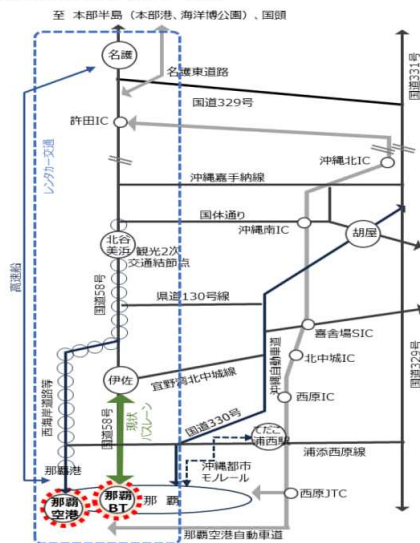 至 本部半島（本部港、海洋博公園）、国頭
名護
名護東道路
国道331号
国道329号
許田IC
沖縄北IC
レンタカー交通
沖縄嘉手納線
国体通り
沖縄南IC
胡屋
高速船
北谷
美浜
観光2次
交通結節点
国道58号
県道130号線
沖縄自動車道
喜舎場SIC
国道329号
北中城IC
西海岸道路等
伊佐
宜野湾北中城線
西原IC
国道58号
現状
バスレーン
国道330号
てだこ
浦西駅
那覇港
浦添西原線
沖縄都市
モノレール
那覇
空港
那覇
BT
那 覇
西原JTC
那覇空港自動車道